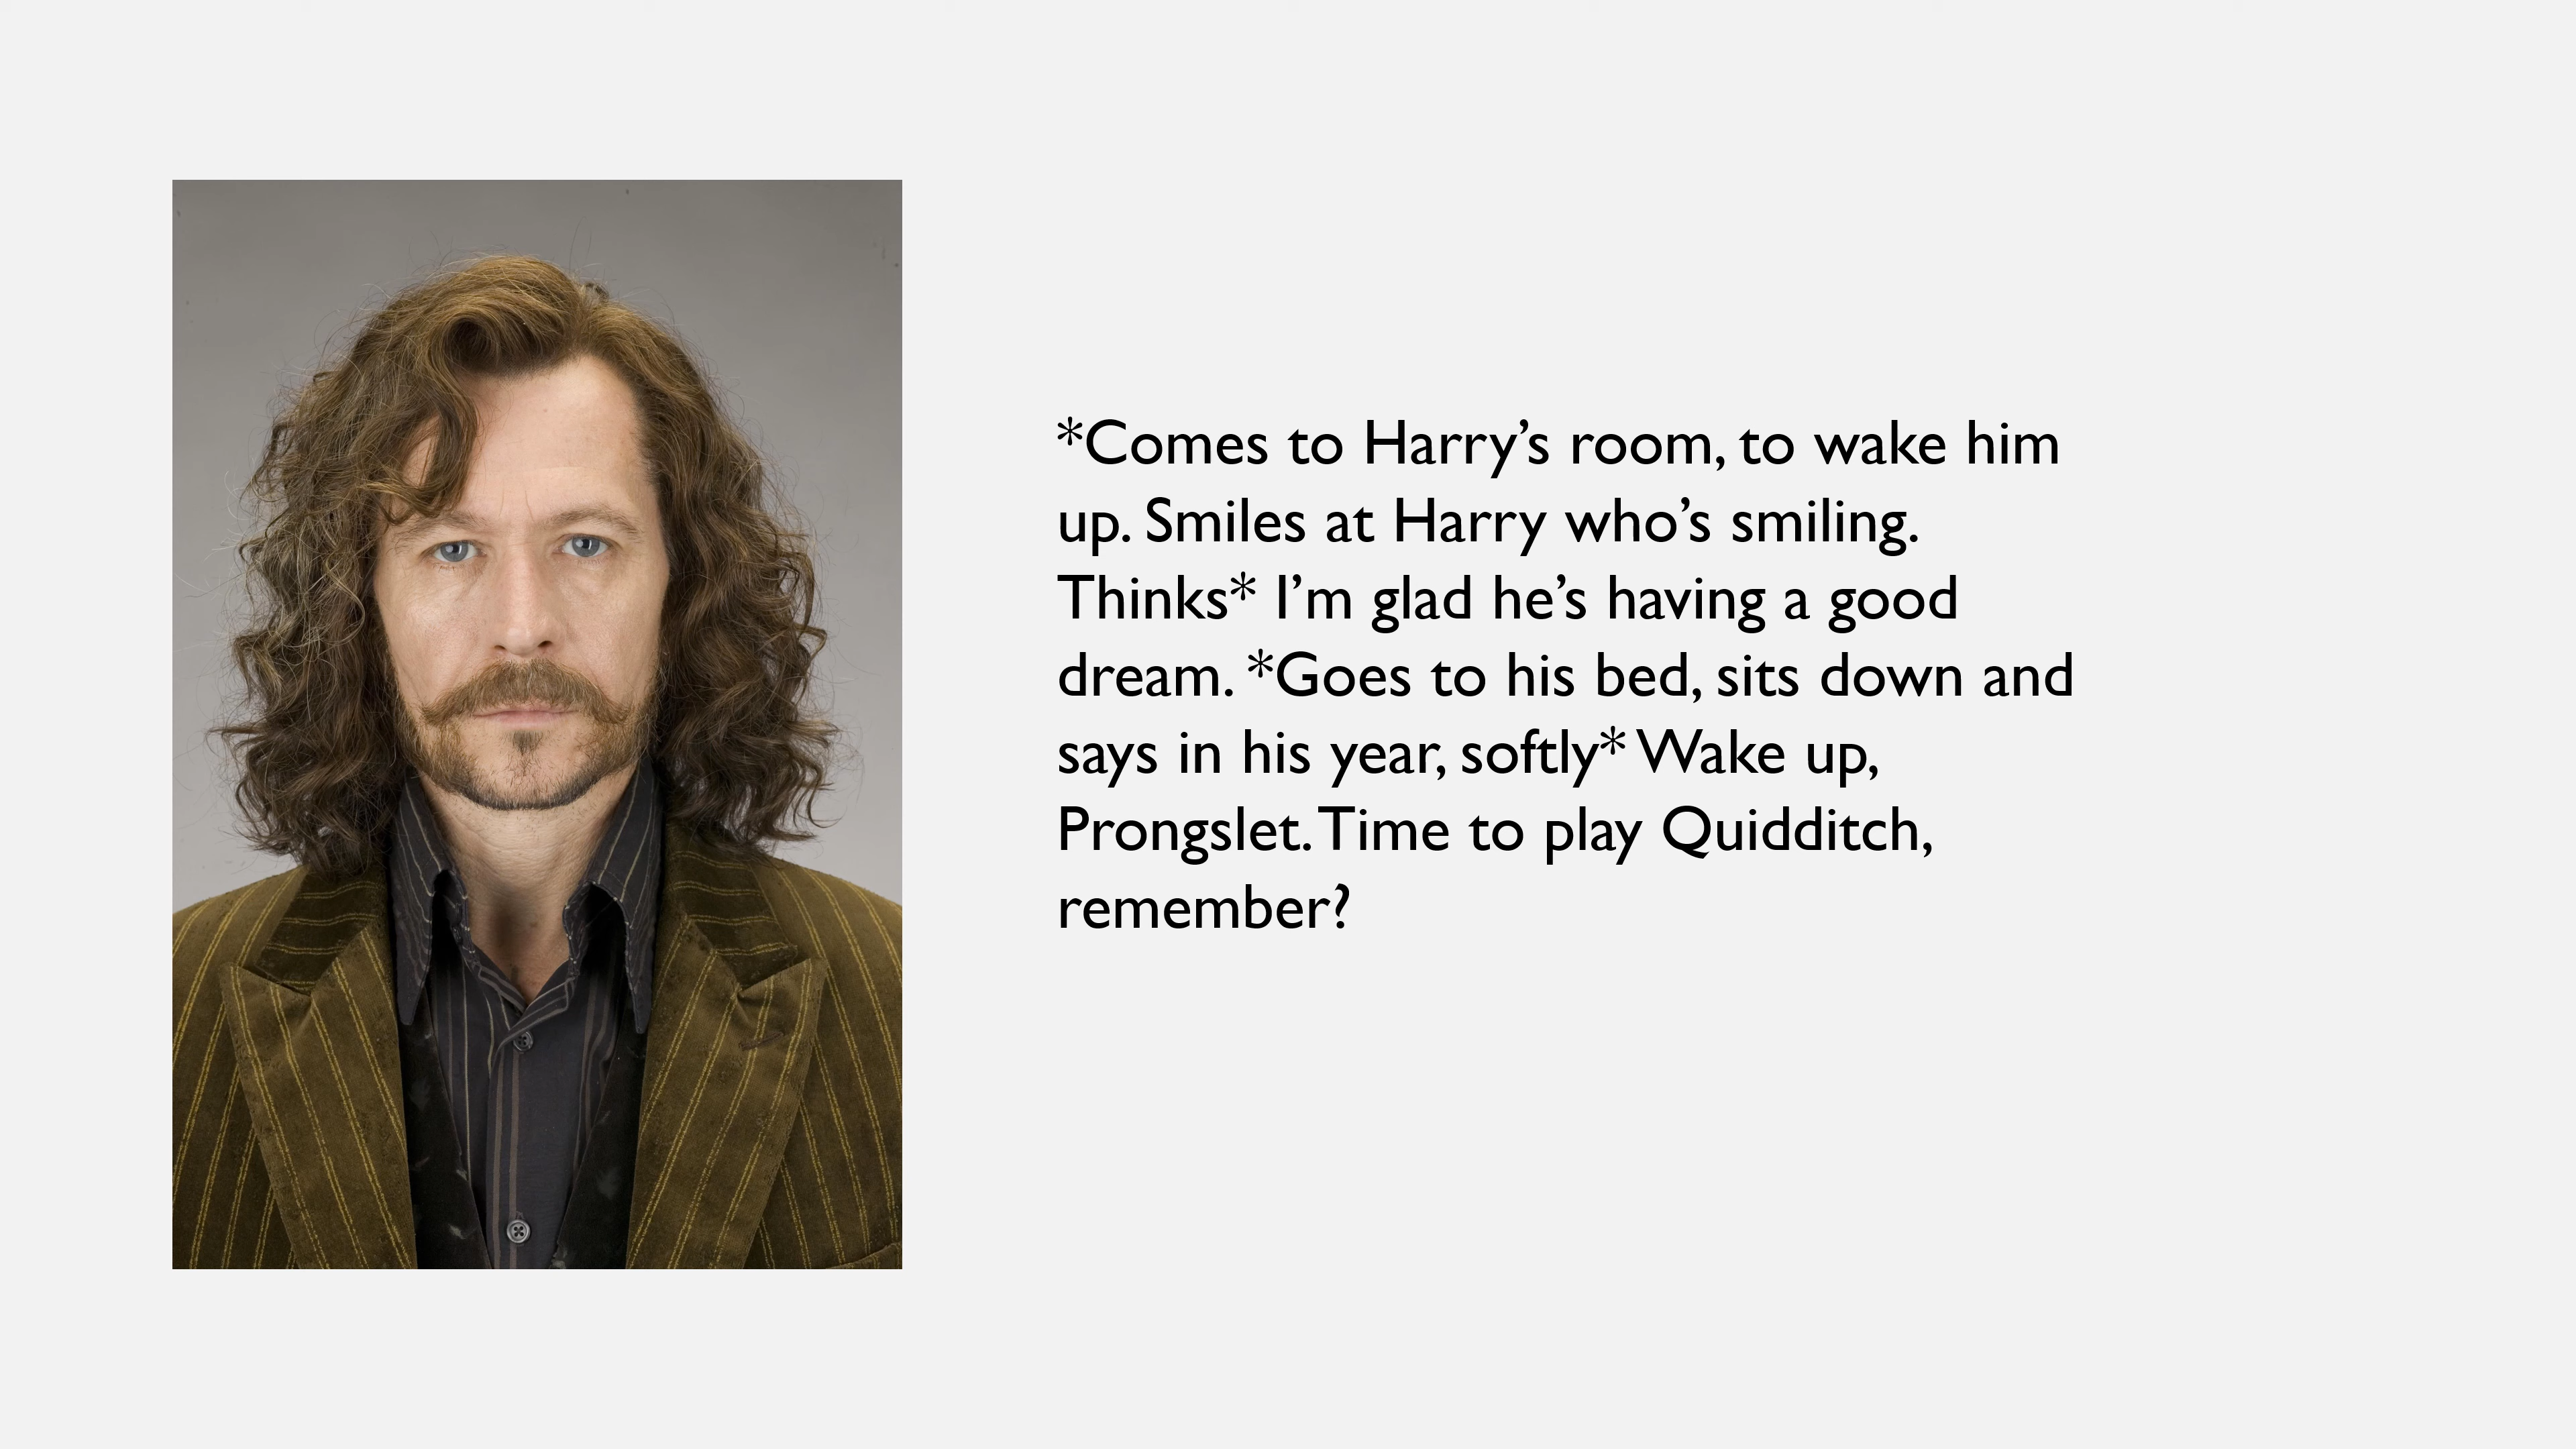 *Comes to Harry’s room, to wake him
up. Smiles at Harry who’s smiling.
Thinks* I’m glad he’s having a good
dream. *Goes to his bed, sits down and
says in his year, softly* Wake up,
Prongslet. Time to play Quidditch,
remember?